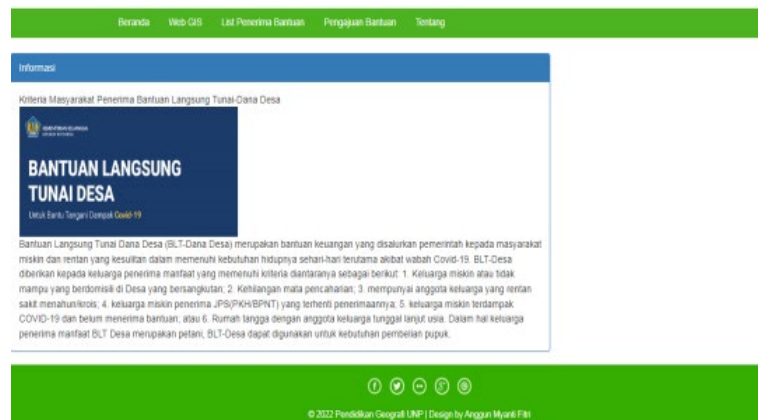 Beranda Web GIS List Penerima Bantuan Pengajuan Bantuan Tentang
Informasi
Kriteria Masyarakat Penerima Bantuan Langsung Tunai-Dana Desa
KEMENTERIAN KEUANGAN
REPUBLIK INDONESIA
BANTUAN LANGSUNG
TUNAI DESA
Untuk Bantu Tangani Dampak Covid-19
Bantuan Langsung Tunai Dana Desa (BLT-Dana Desa) merupakan bantuan keuangan yang disalurkan pemerintah kepada masyarakat
miskin dan rentan yang kesulitan dalam memenuhi kebutuhan hidupnya sehari-hari terutama akibat wabah Covid-19. BLT-Desa
diberikan kepada keluarga penerima manfaat yang memenuhi kriteria diantaranya sebagai berikut: 1. Keluarga miskin atau tidak
mampu yang berdomisili di Desa yang bersangkutan; 2. Kehilangan mata pencaharian; 3. mempunyai anggota keluarga yang rentan
sakit menahun/krois; 4. keluarga miskin penerima JPS(PKH/BPNT) yang terhenti penerimaannya; 5. keluarga miskin terdampak
COVID-19 dan belum menerima bantuan; atau 6. Rumah tangga dengan anggota keluarga tunggal lanjut usia. Dalam hal keluarga
penerima manfaat BLT Desa merupakan petani, BLT-Desa dapat digunakan untuk kebutuhan pembelian pupuk.
© 2022 Pendidikan Geografi UNP | Design by Anggun Myanti Fitri